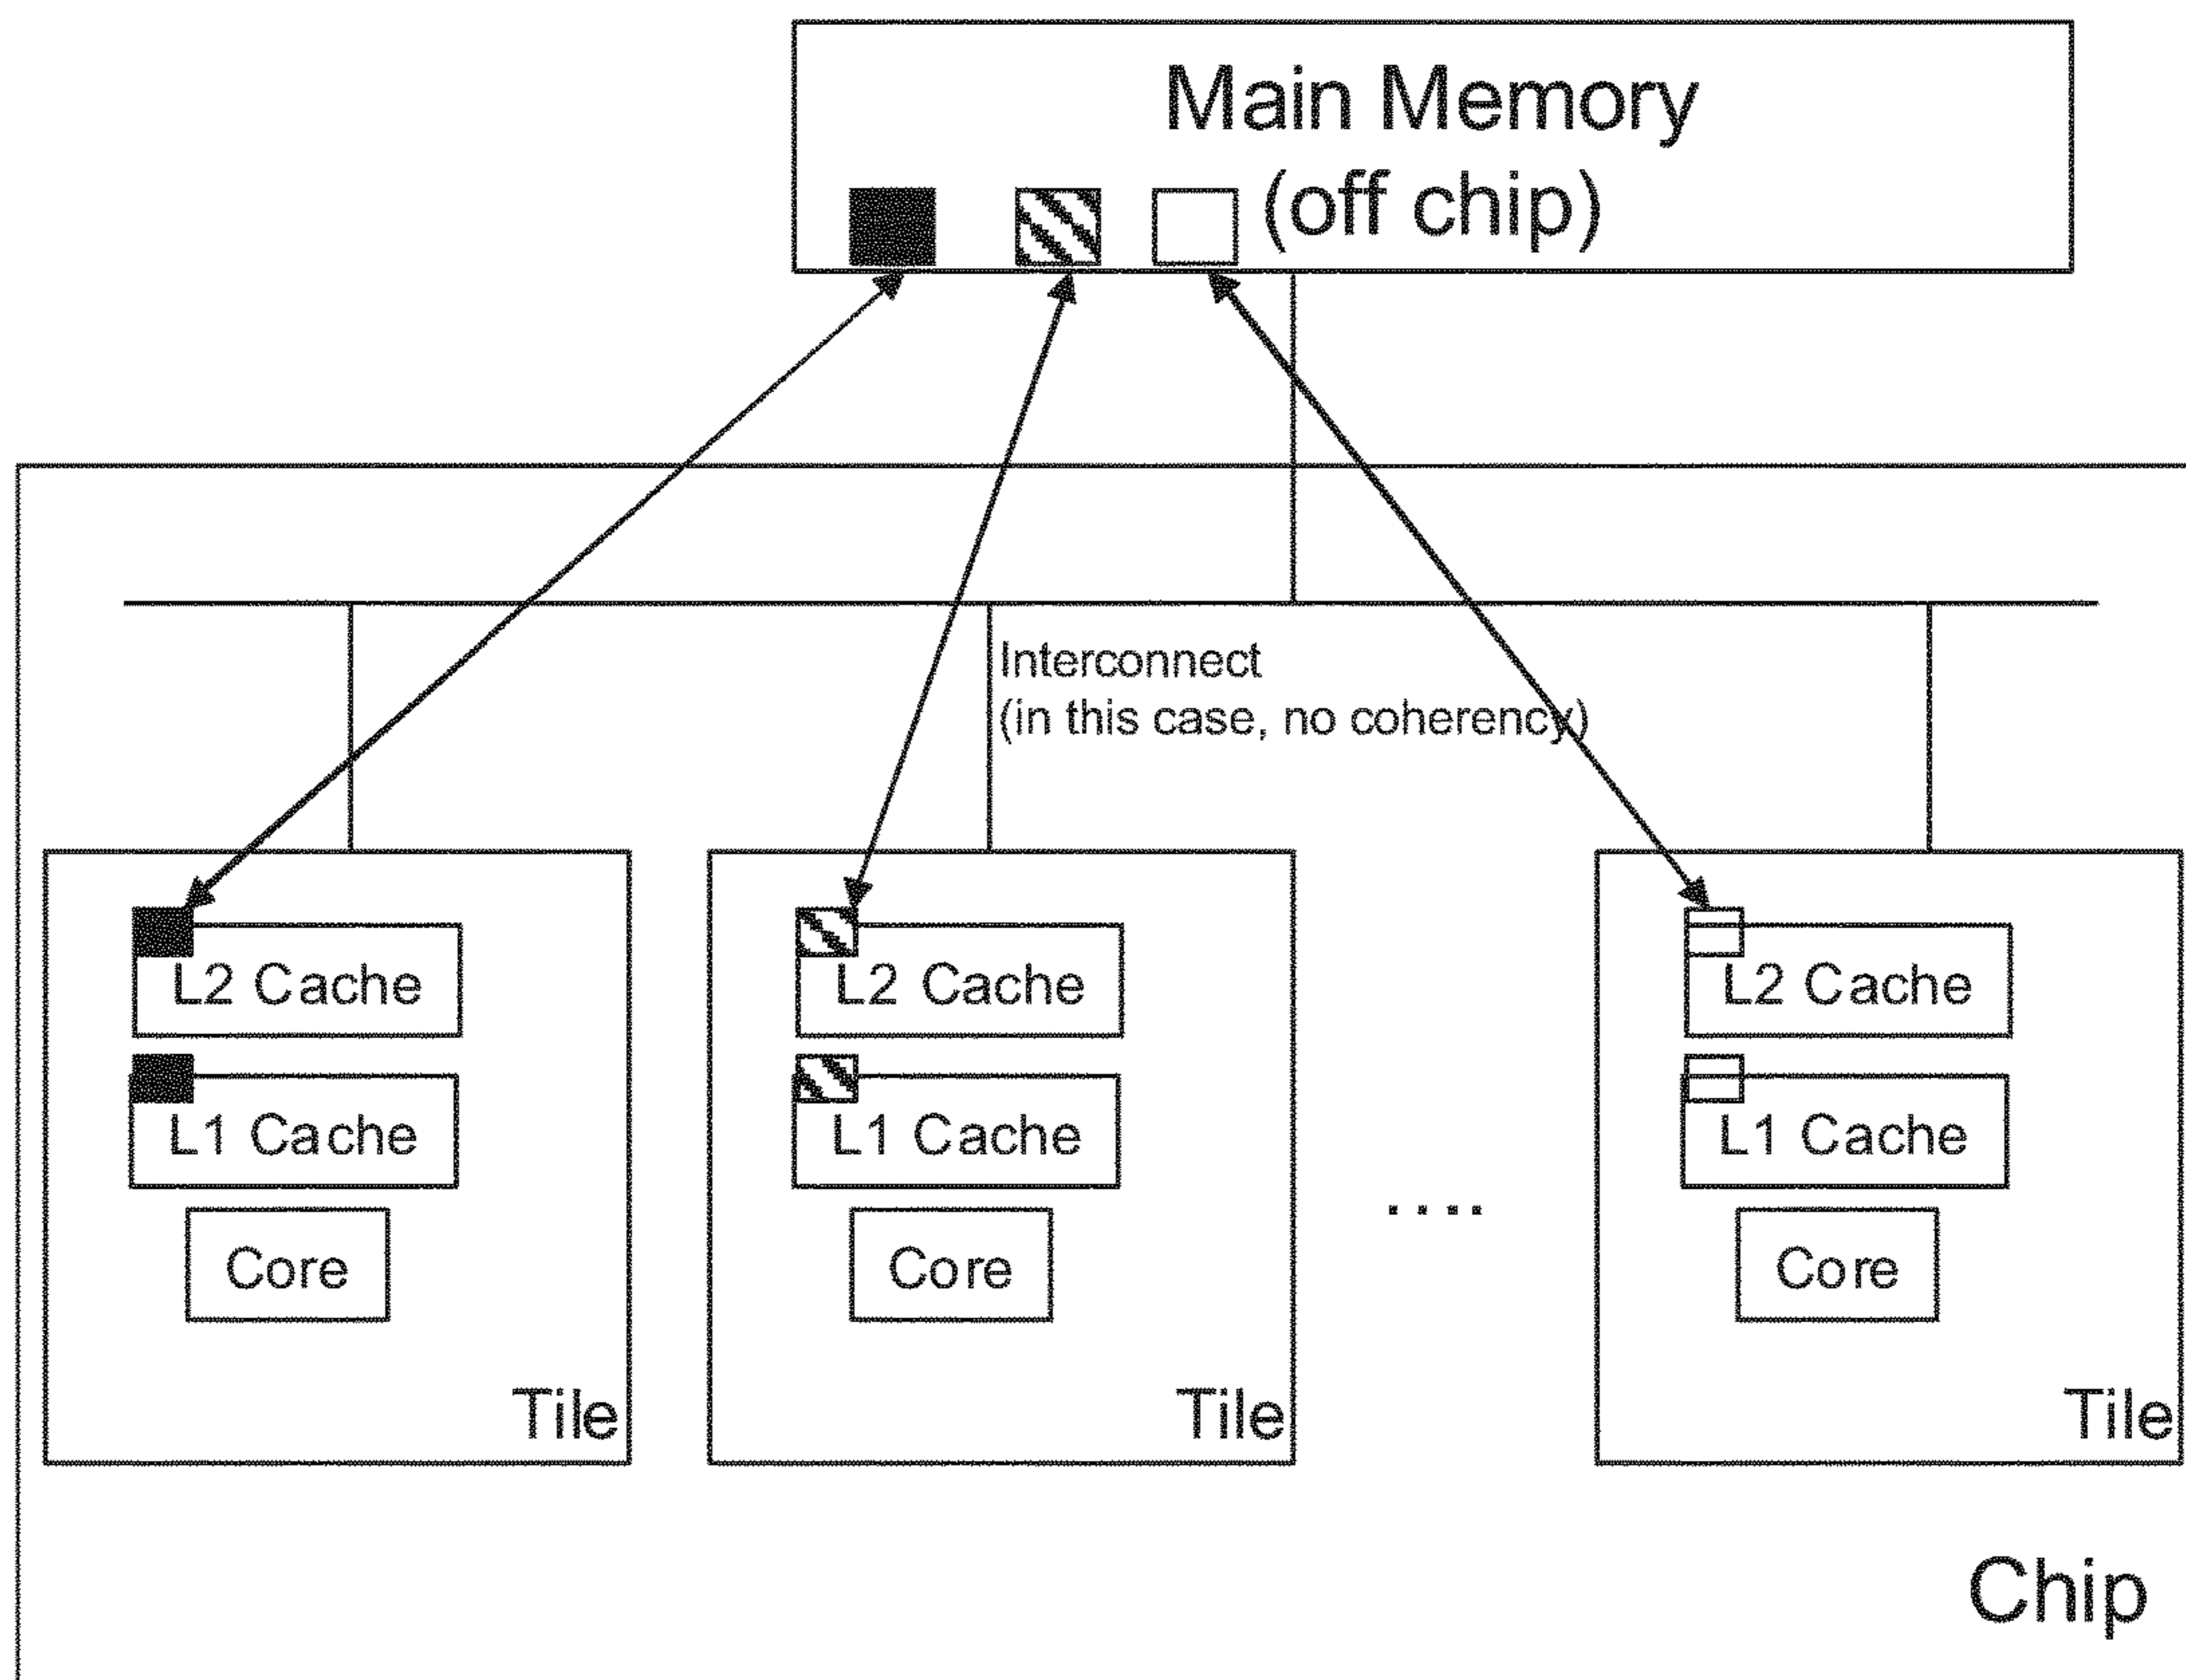 Main Memory
(off chip)
Interconnect
(in this case, no coherency)
L2 Cache
L1 Cache
Core
Tile
L2 Cache
L1 Cache
Core
Tile
....
L2 Cache
L1 Cache
Core
Tile
Chip